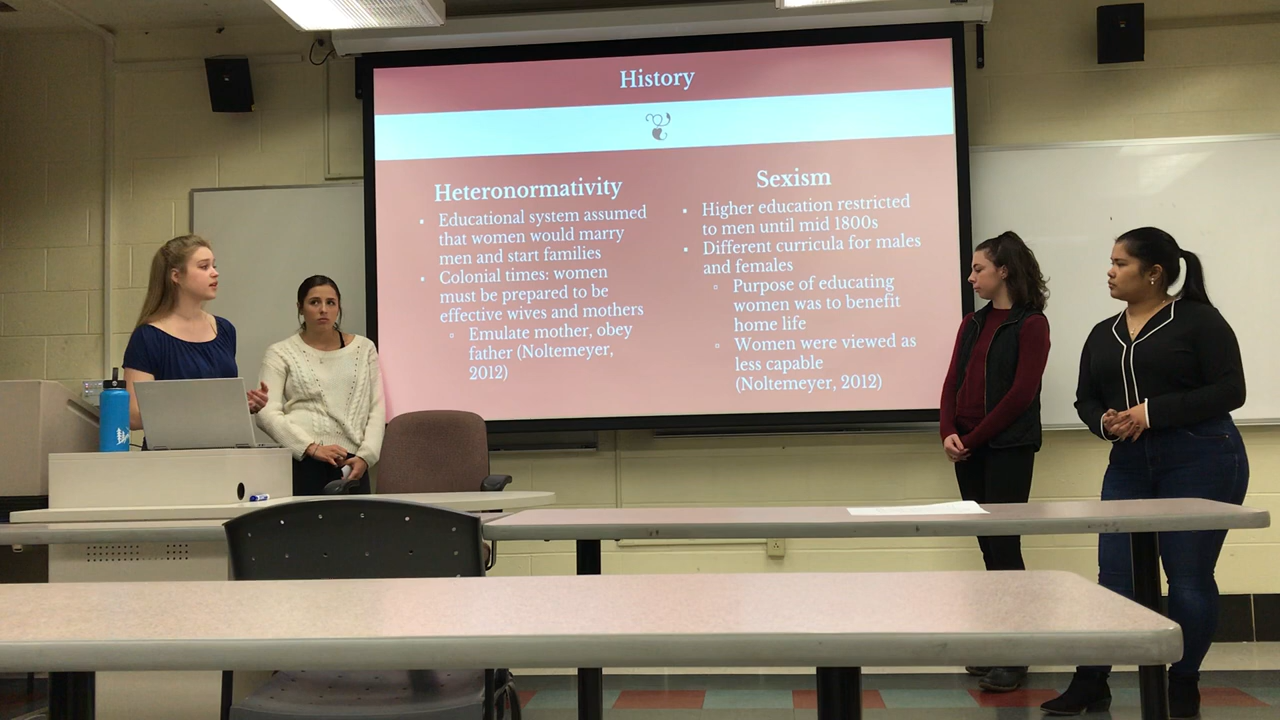 History
Heteronormativity
• Educational system assumed
that women would marry
men and start families
• Colonial times: women
must be prepared to be
effective wives and mothers
▫ Emulate mother, obey
father (Noltemeyer,
2012)
Sexism
• Higher education restricted
to men until mid 1800s
• Different curricula for males
and females
▫ Purpose of educating
women was to benefit
home life
▫ Women were viewed as
less capable
(Noltemeyer, 2012)